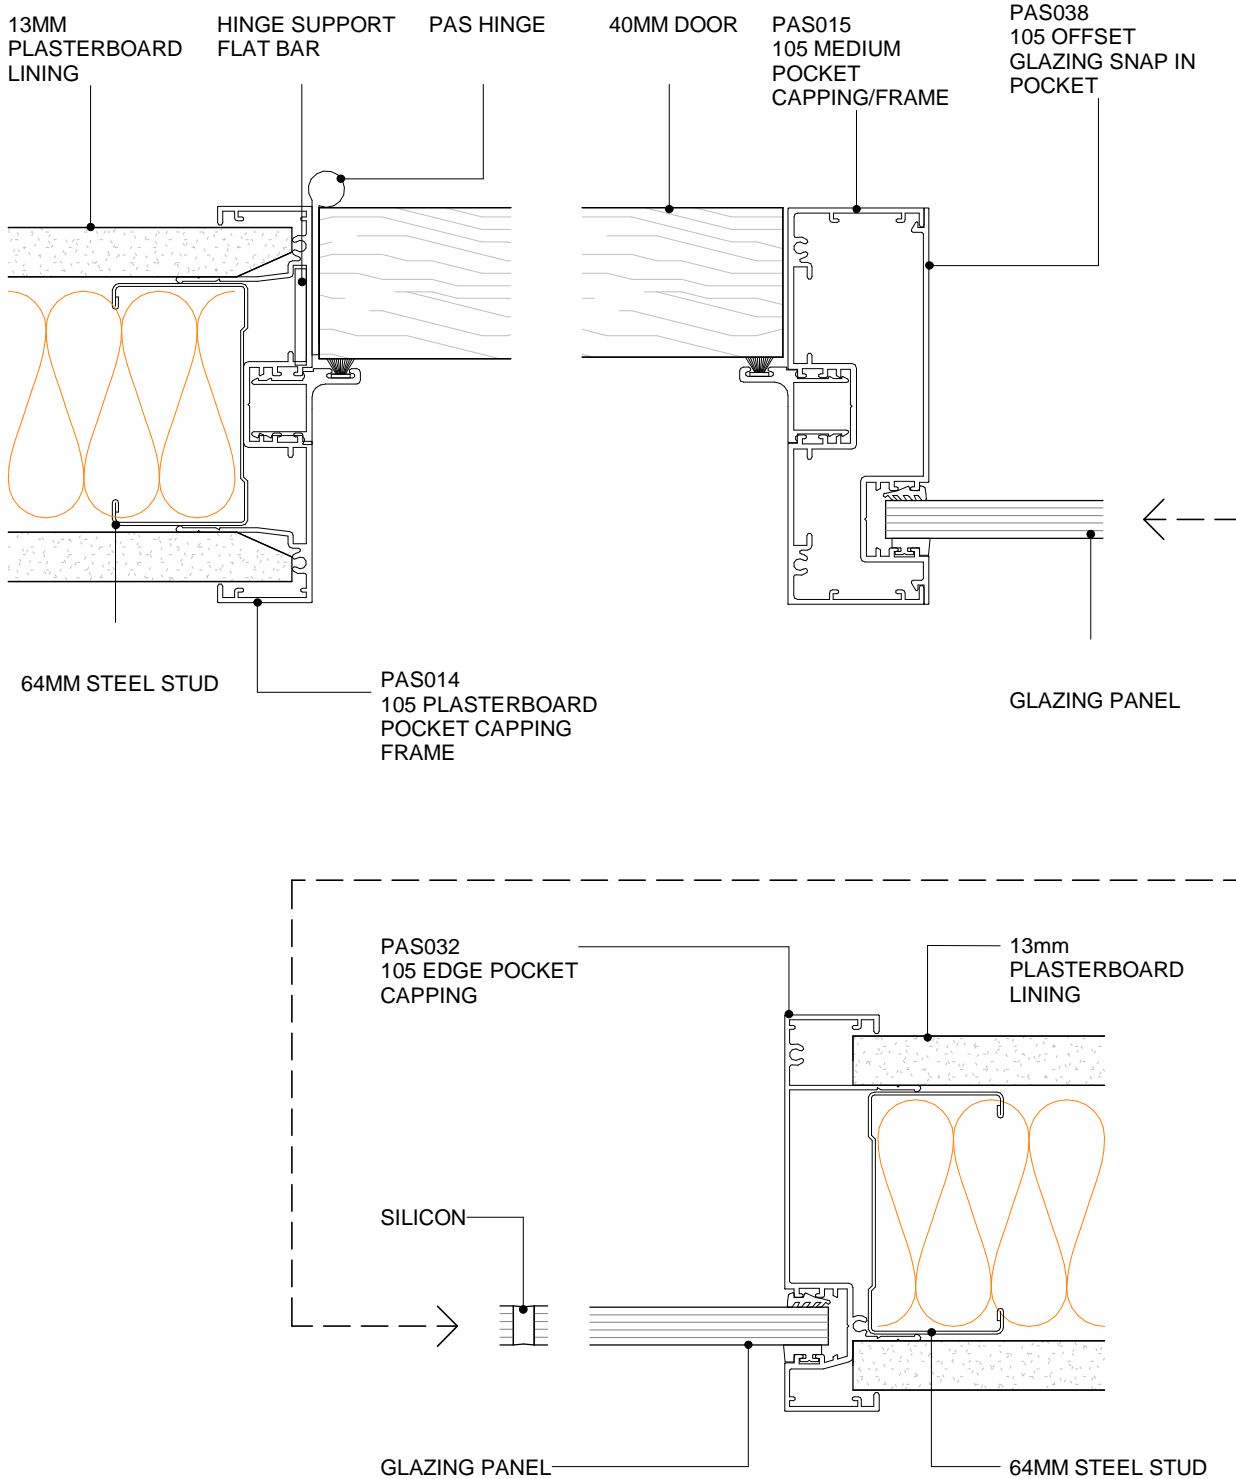 13MM
PLASTERBOARD
LINING
HINGE SUPPORT
FLAT BAR
PAS HINGE
40MM DOOR
PAS015
105 MEDIUM
POCKET
CAPPING/FRAME
PAS038
105 OFFSET
GLAZING SNAP IN
POCKET
64MM STEEL STUD
PAS014
105 PLASTERBOARD
POCKET CAPPING
FRAME
GLAZING PANEL
PAS032
105 EDGE POCKET
CAPPING
13mm
PLASTERBOARD
LINING
SILICON
GLAZING PANEL
64MM STEEL STUD